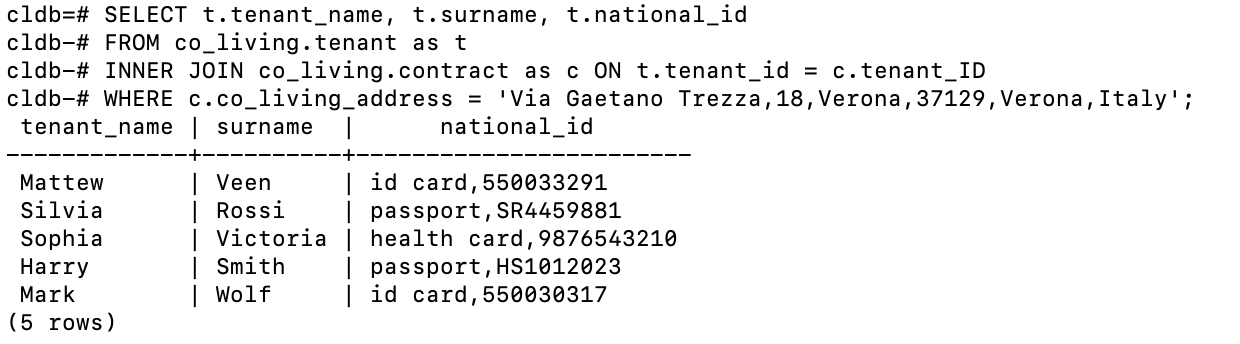 cldb=# SELECT t.tenant_name, t.surname, t.national_id
cldb-# FROM co_living.tenant as t
cldb-# INNER JOIN co_living.contract as c ON t.tenant_id = c.tenant_ID
cldb-# WHERE c.co_living_address = 'Via Gaetano Trezza,18,Verona,37129,Verona,Italy';
 tenant_name | surname  |      national_id
-------------+----------+------------------------
 Mattew      | Veen     | id card,550033291
 Silvia      | Rossi    | passport,SR4459881
 Sophia      | Victoria | health card,9876543210
 Harry       | Smith    | passport,HS1012023
 Mark        | Wolf     | id card,550030317
(5 rows)